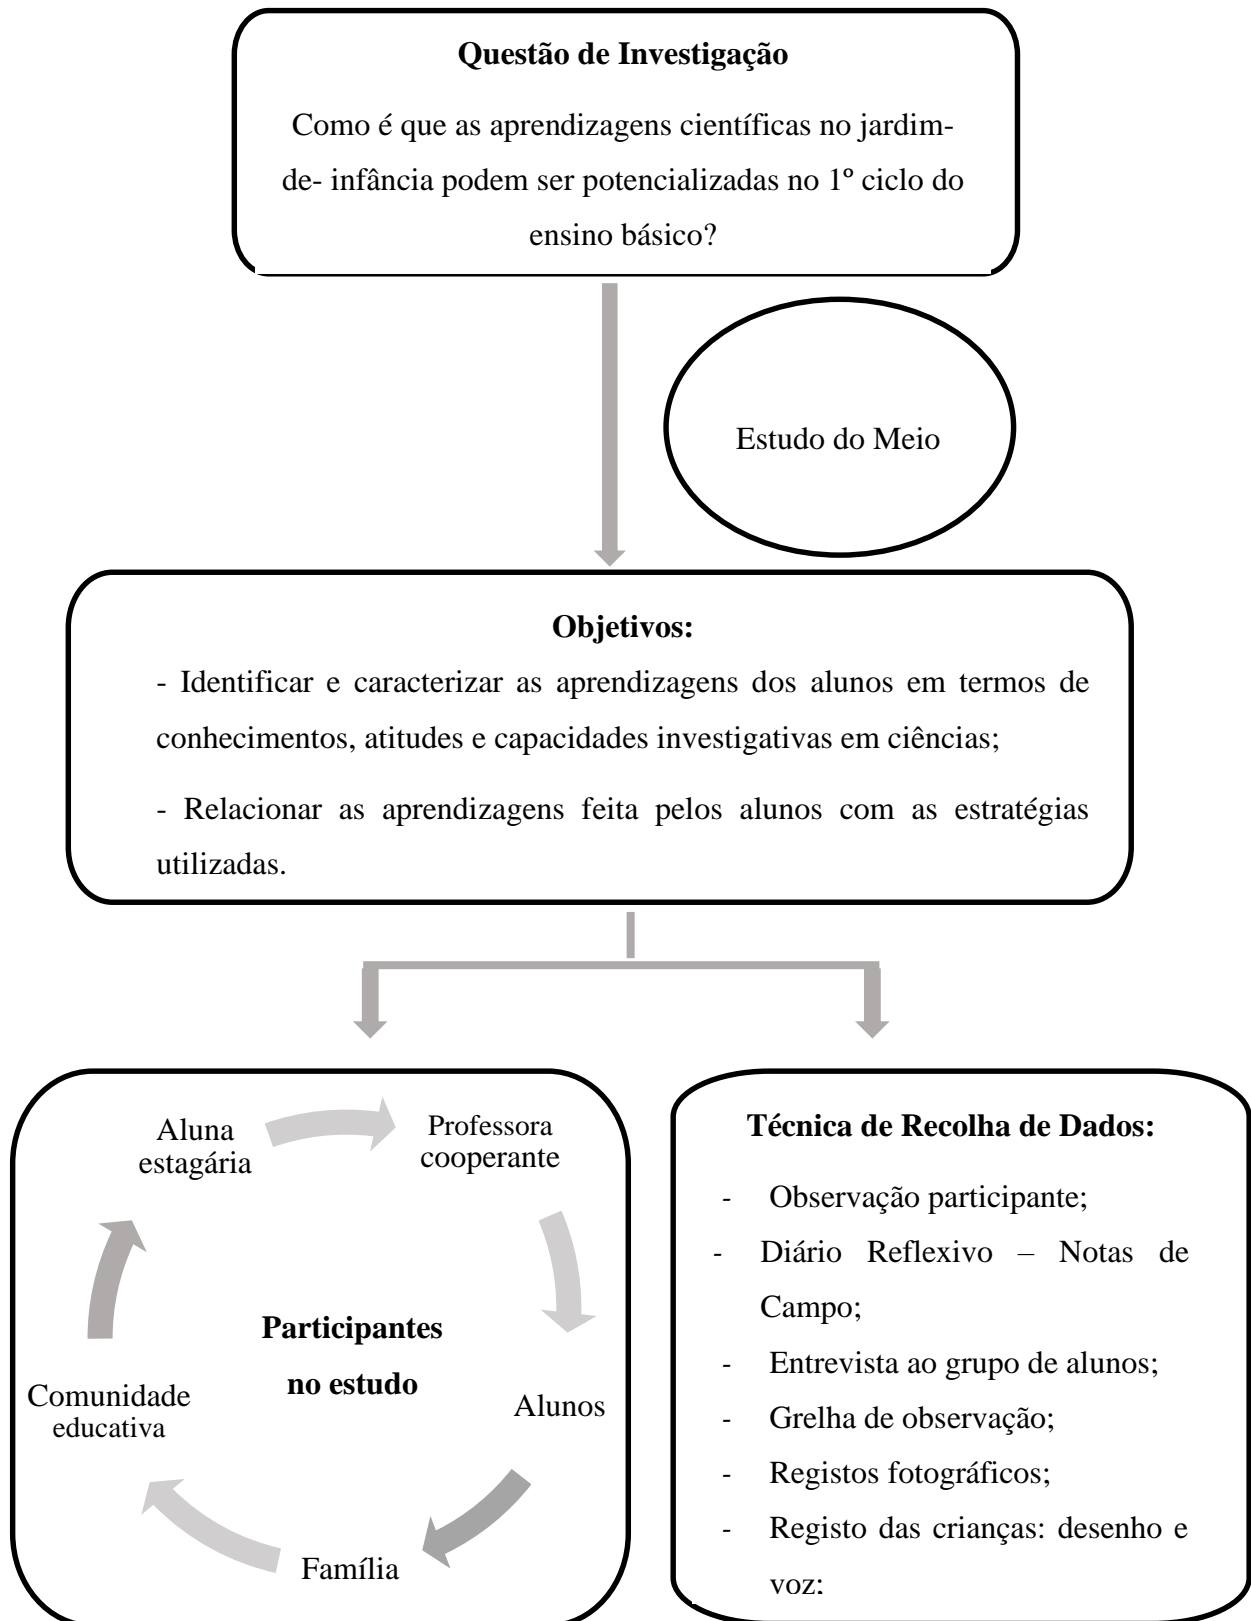 Questão de Investigação
Como é que as aprendizagens científicas no jardim-
de- infância podem ser potencializadas no 1º ciclo do
ensino básico?
Estudo do Meio
Objetivos:
- Identificar e caracterizar as aprendizagens dos alunos em termos de
conhecimentos, atitudes e capacidades investigativas em ciências;
- Relacionar as aprendizagens feita pelos alunos com as estratégias
utilizadas.
Aluna
estagária
Professora
cooperante
Alunos
Família
Comunidade
educativa
Participantes
no estudo
Técnica de Recolha de Dados:
- Observação participante;
- Diário Reflexivo – Notas de
Campo;
- Entrevista ao grupo de alunos;
- Grelha de observação;
- Registos fotográficos;
- Registo das crianças: desenho e
voz;